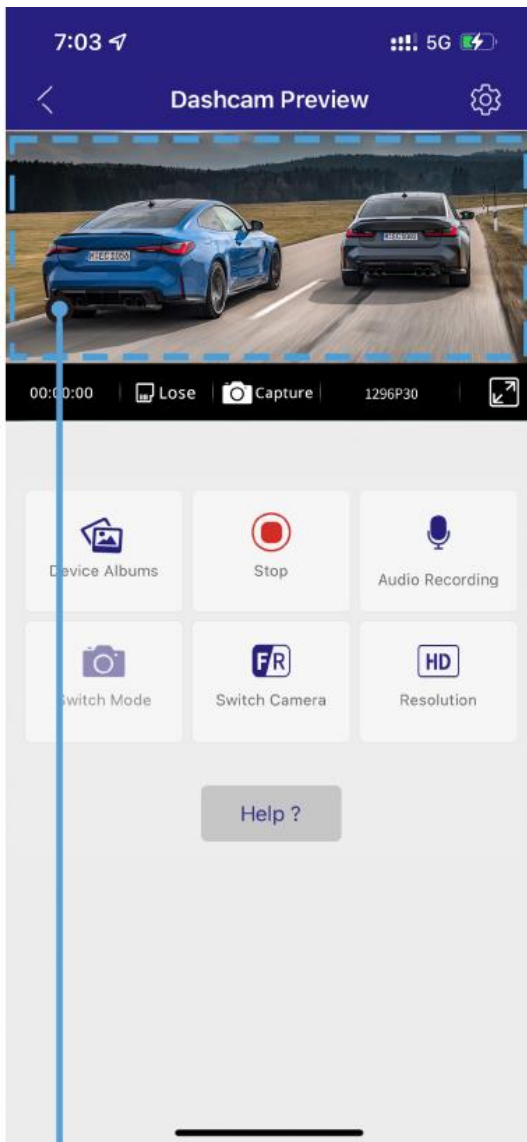 7:03 5G
Dashcam Preview
00:00:00 Lose Capture 1296P30
Device Albums Stop Audio Recording
F/R HD
Switch Mode Switch Camera Resolution
Help ?